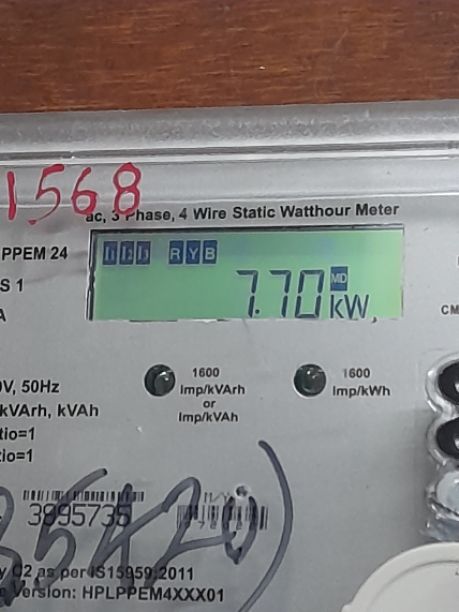 1568
ac, 3 Phase, 4 Wire Static Watthour Meter
PPEM 24
R Y B
S 1
7.70 MD kW
A
CM
1600
Imp/kVArh
or
Imp/kVAh
1600
Imp/kWh
0V, 50Hz
kVArh, kVAh
tio=1
tio=1
3995735
M/Y
y C2 as per IS15959:2011
e Version: HPLPPEM4XXX01